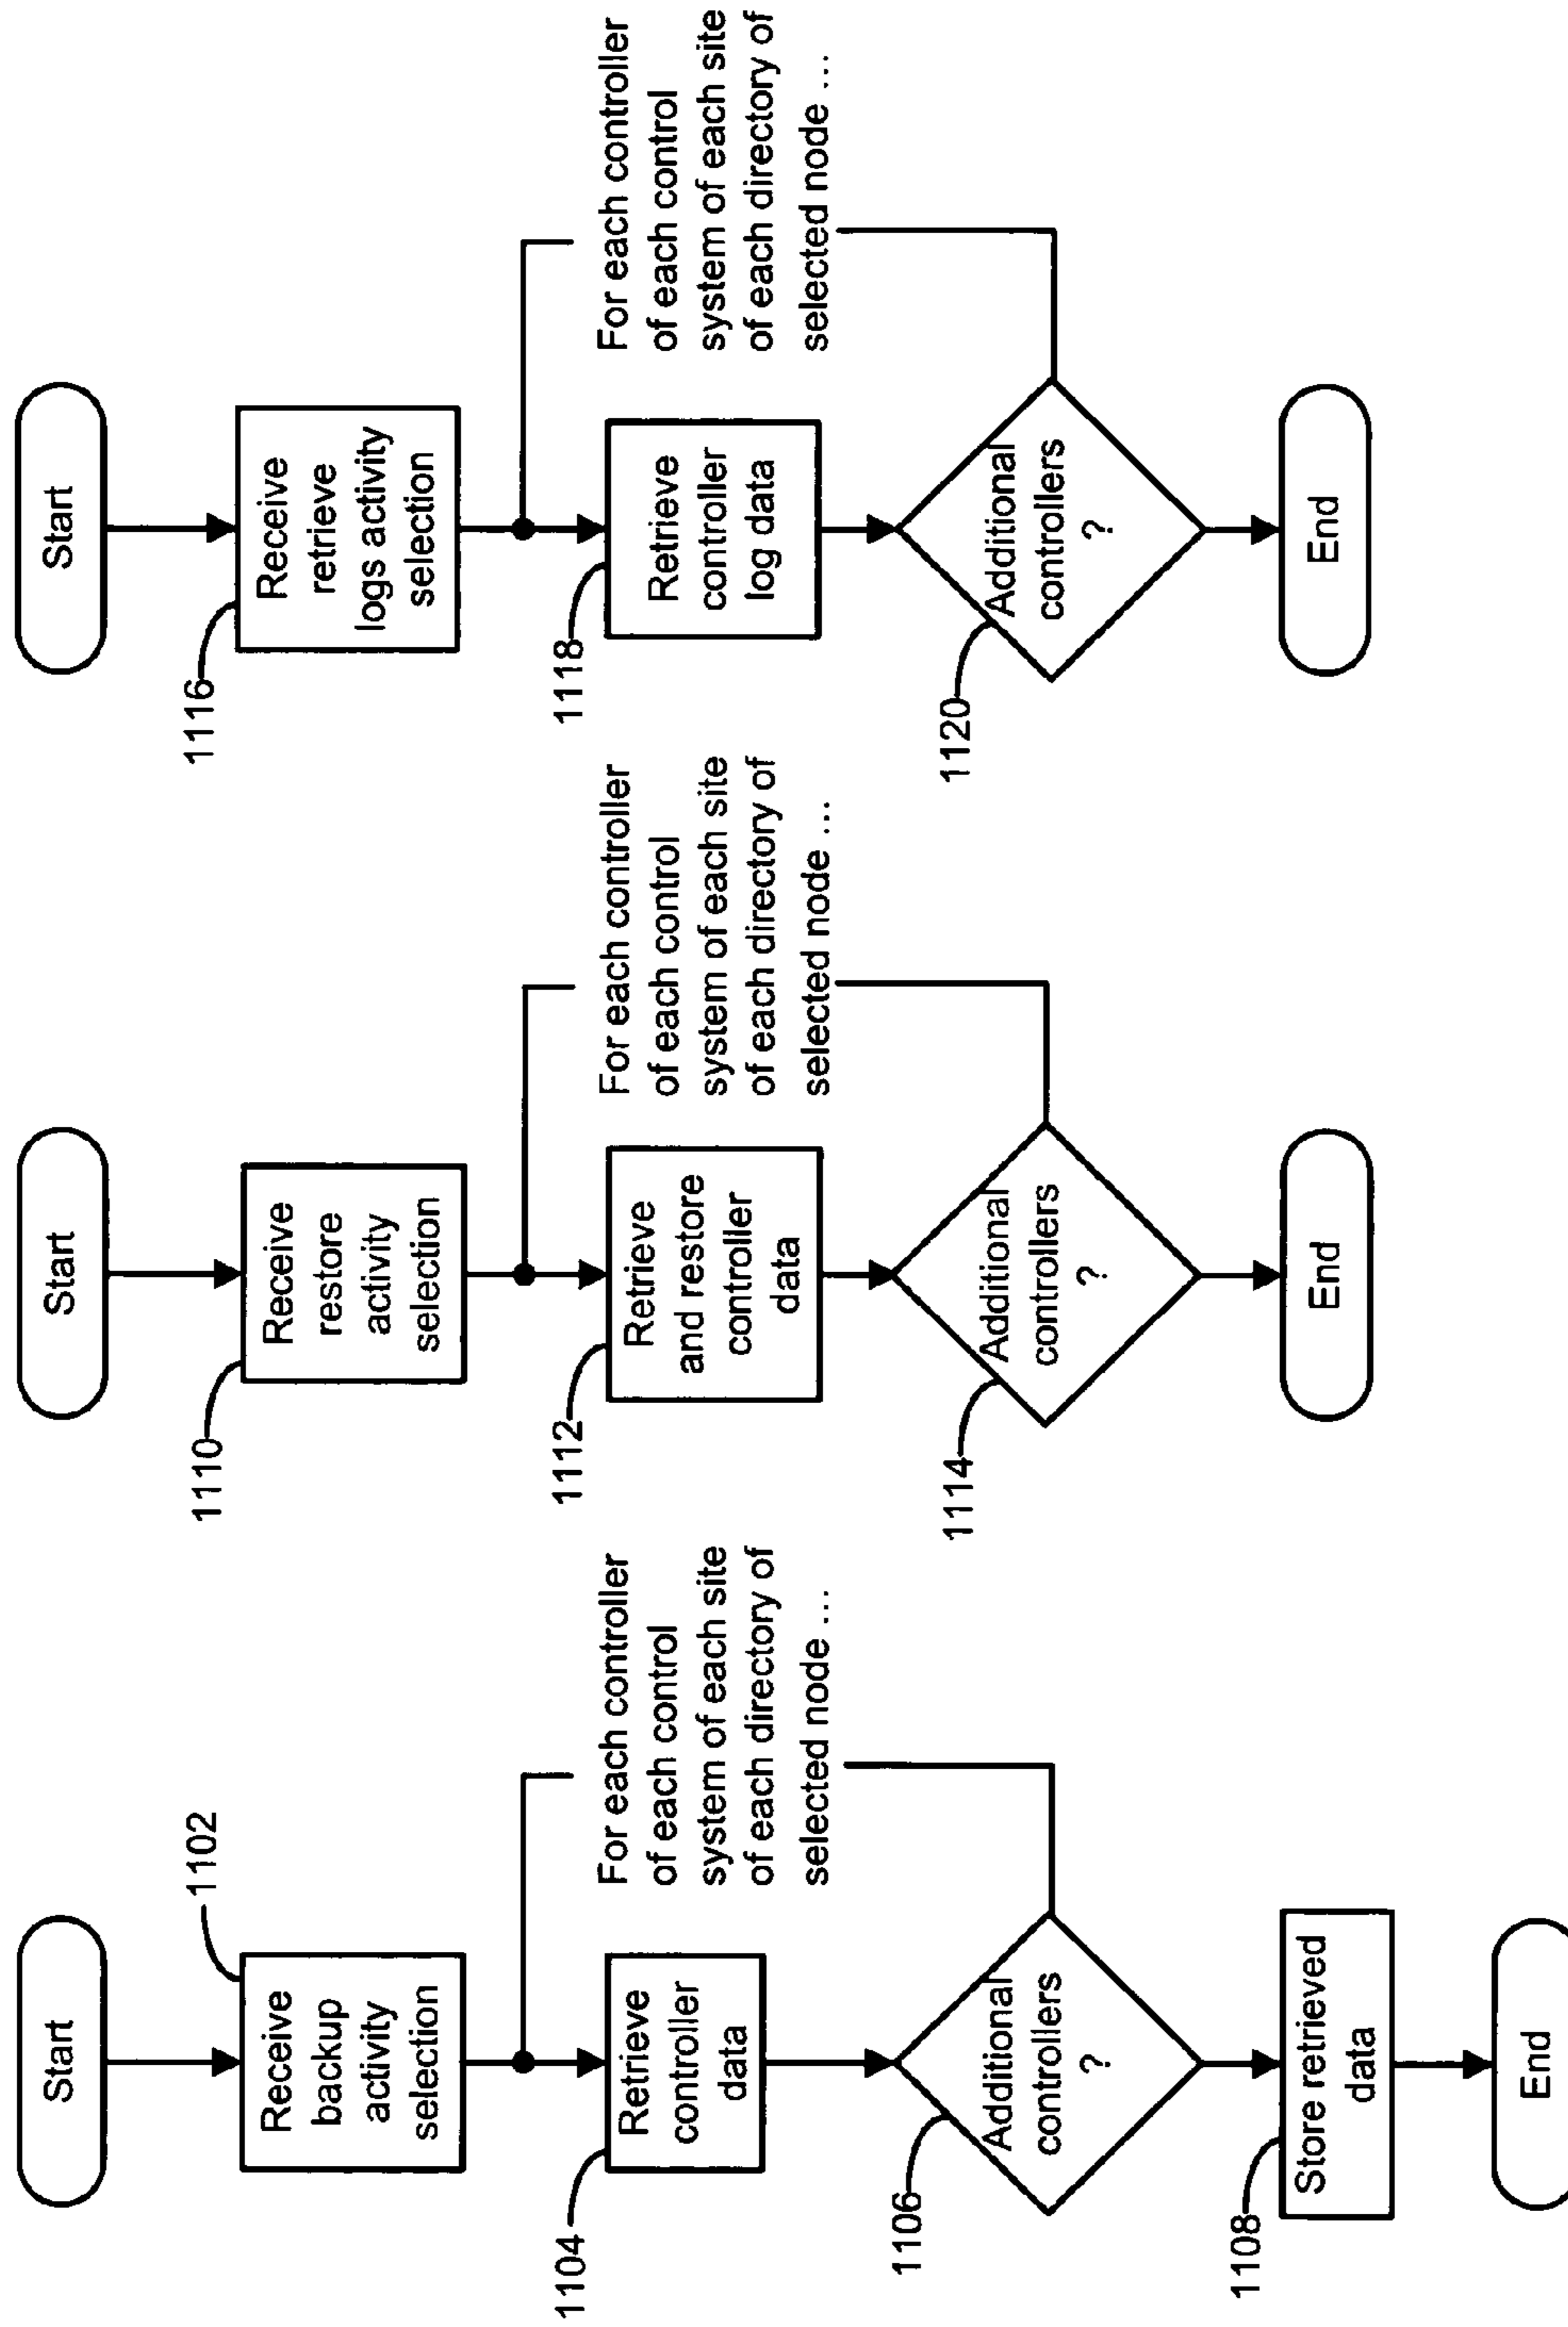 Start
1102
Receive
backup
activity
selection
For each controller
of each control
system of each site
of each directory of
selected node ...
1104
Retrieve
controller
data
1106
Additional
controllers
?
1108
Store retrieved
data
End
Start
1110
Receive
restore
activity
selection
For each controller
of each control
system of each site
of each directory of
selected node ...
1112
Retrieve
and restore
controller
data
1114
Additional
controllers
?
End
Start
1116
Receive
retrieve
logs activity
selection
For each controller
of each control
system of each site
of each directory of
selected node ...
1118
Retrieve
controller
log data
1120
Additional
controllers
?
End